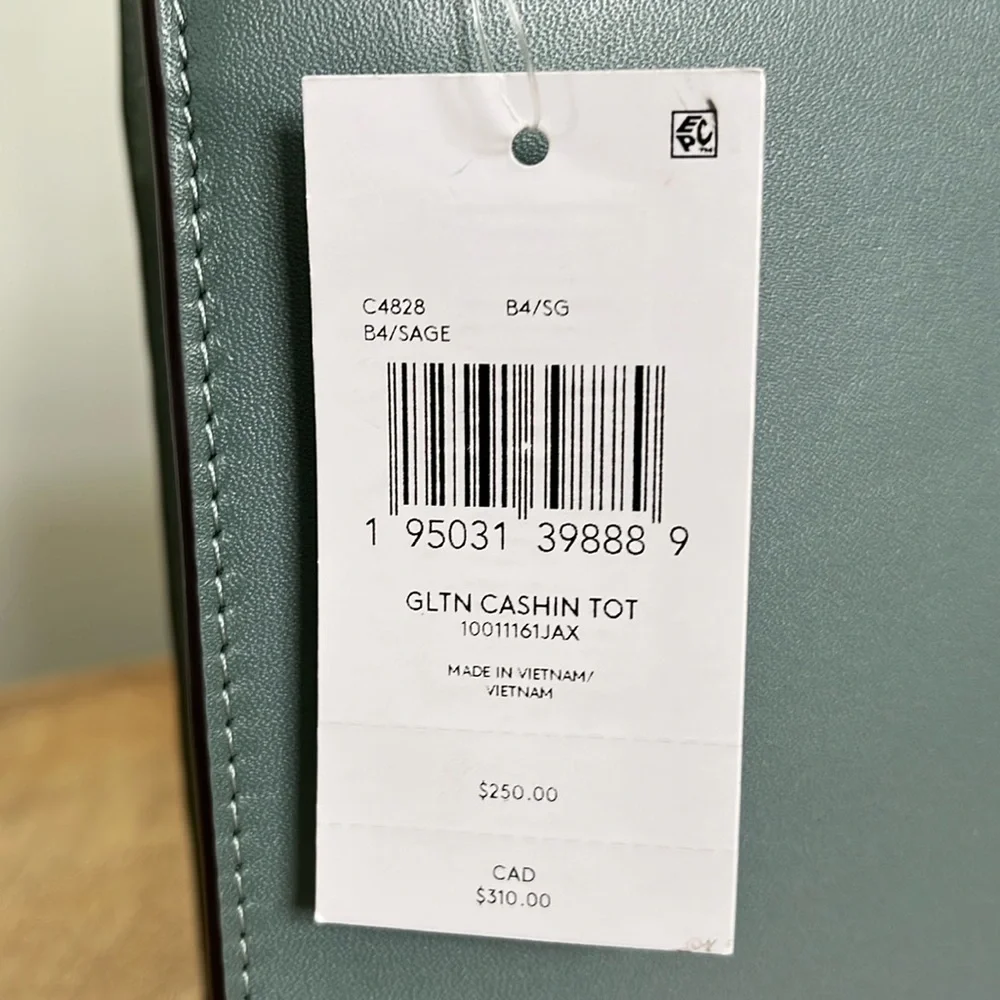 EPC™
C4828 B4/SG
B4/SAGE
1 95031 39888 9
GLTN CASHIN TOT
10011161JAX
MADE IN VIETNAM/
VIETNAM
$250.00
CAD
$310.00